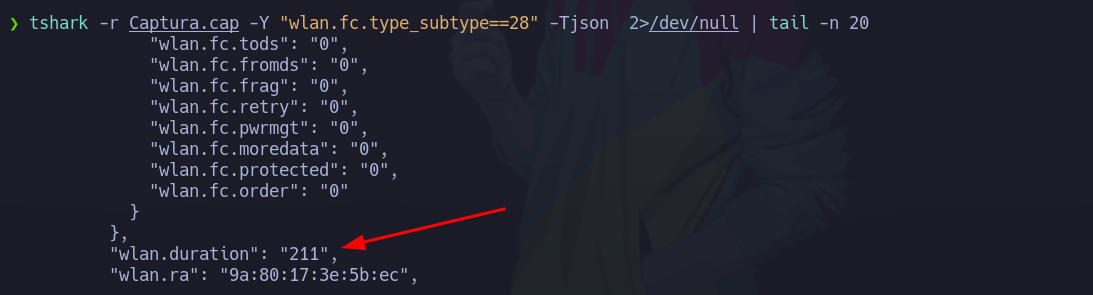 ❯ tshark -r Captura.cap -Y "wlan.fc.type_subtype==28" -Tjson  2>/dev/null | tail -n 20
"wlan.fc.tods": "0",
"wlan.fc.fromds": "0",
"wlan.fc.frag": "0",
"wlan.fc.retry": "0",
"wlan.fc.pwrmgt": "0",
"wlan.fc.moredata": "0",
"wlan.fc.protected": "0",
"wlan.fc.order": "0"
}
},
"wlan.duration": "211",
"wlan.ra": "9a:80:17:3e:5b:ec",